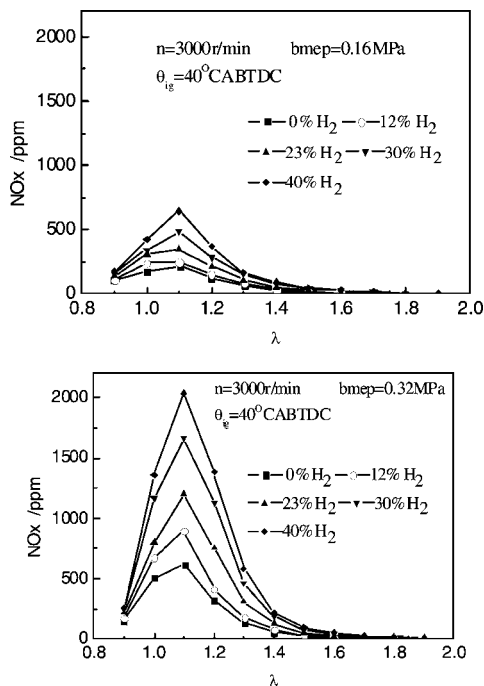 2000
1500
1000
500
0
NOx /ppm
n=3000r/min bmep=0.16MPa
θig=40°CABTDC
0% H2 12% H2
23% H2 30% H2
40% H2
0.8 1.0 1.2 1.4 1.6 1.8 2.0
λ
2000
1500
1000
500
0
NOx /ppm
n=3000r/min bmep=0.32MPa
θig=40°CABTDC
0% H2 12% H2
23% H2 30% H2
40% H2
0.8 1.0 1.2 1.4 1.6 1.8 2.0
λ